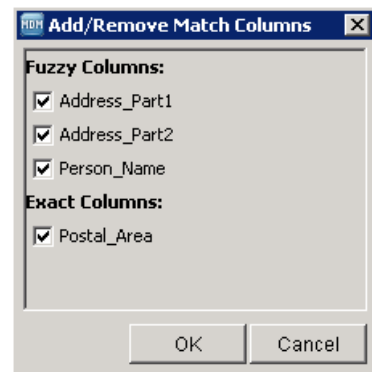 MDM Add/Remove Match Columns
Fuzzy Columns:
Address_Part1
Address_Part2
Person_Name
Exact Columns:
Postal_Area
OK Cancel